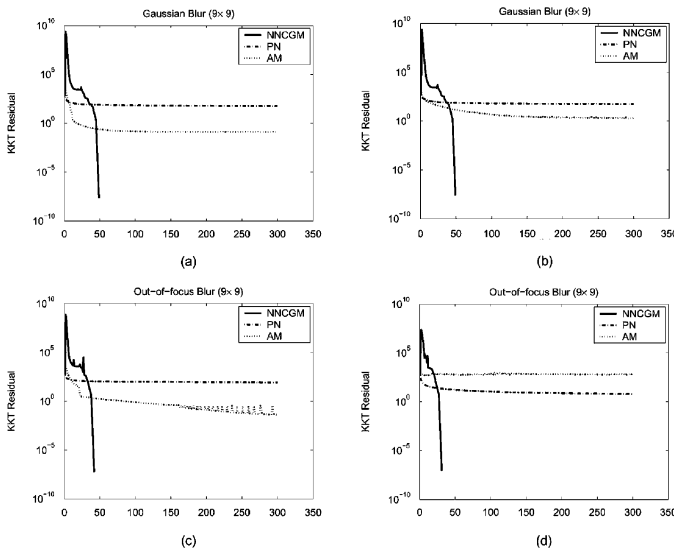 Gaussian Blur (9×9)
NNCGM
PN
AM
KKT Residual
10^10
10^5
10^0
10^-5
10^-10
0 50 100 150 200 250 300 350
(a)
Gaussian Blur (9×9)
NNCGM
PN
AM
KKT Residual
10^10
10^5
10^0
10^-5
10^-10
0 50 100 150 200 250 300 350
(b)
Out-of-focus Blur (9×9)
NNCGM
PN
AM
KKT Residual
10^10
10^5
10^0
10^-5
10^-10
0 50 100 150 200 250 300 350
(c)
Out-of-focus Blur (9×9)
NNCGM
PN
AM
KKT Residual
10^10
10^5
10^0
10^-5
10^-10
0 50 100 150 200 250 300 350
(d)